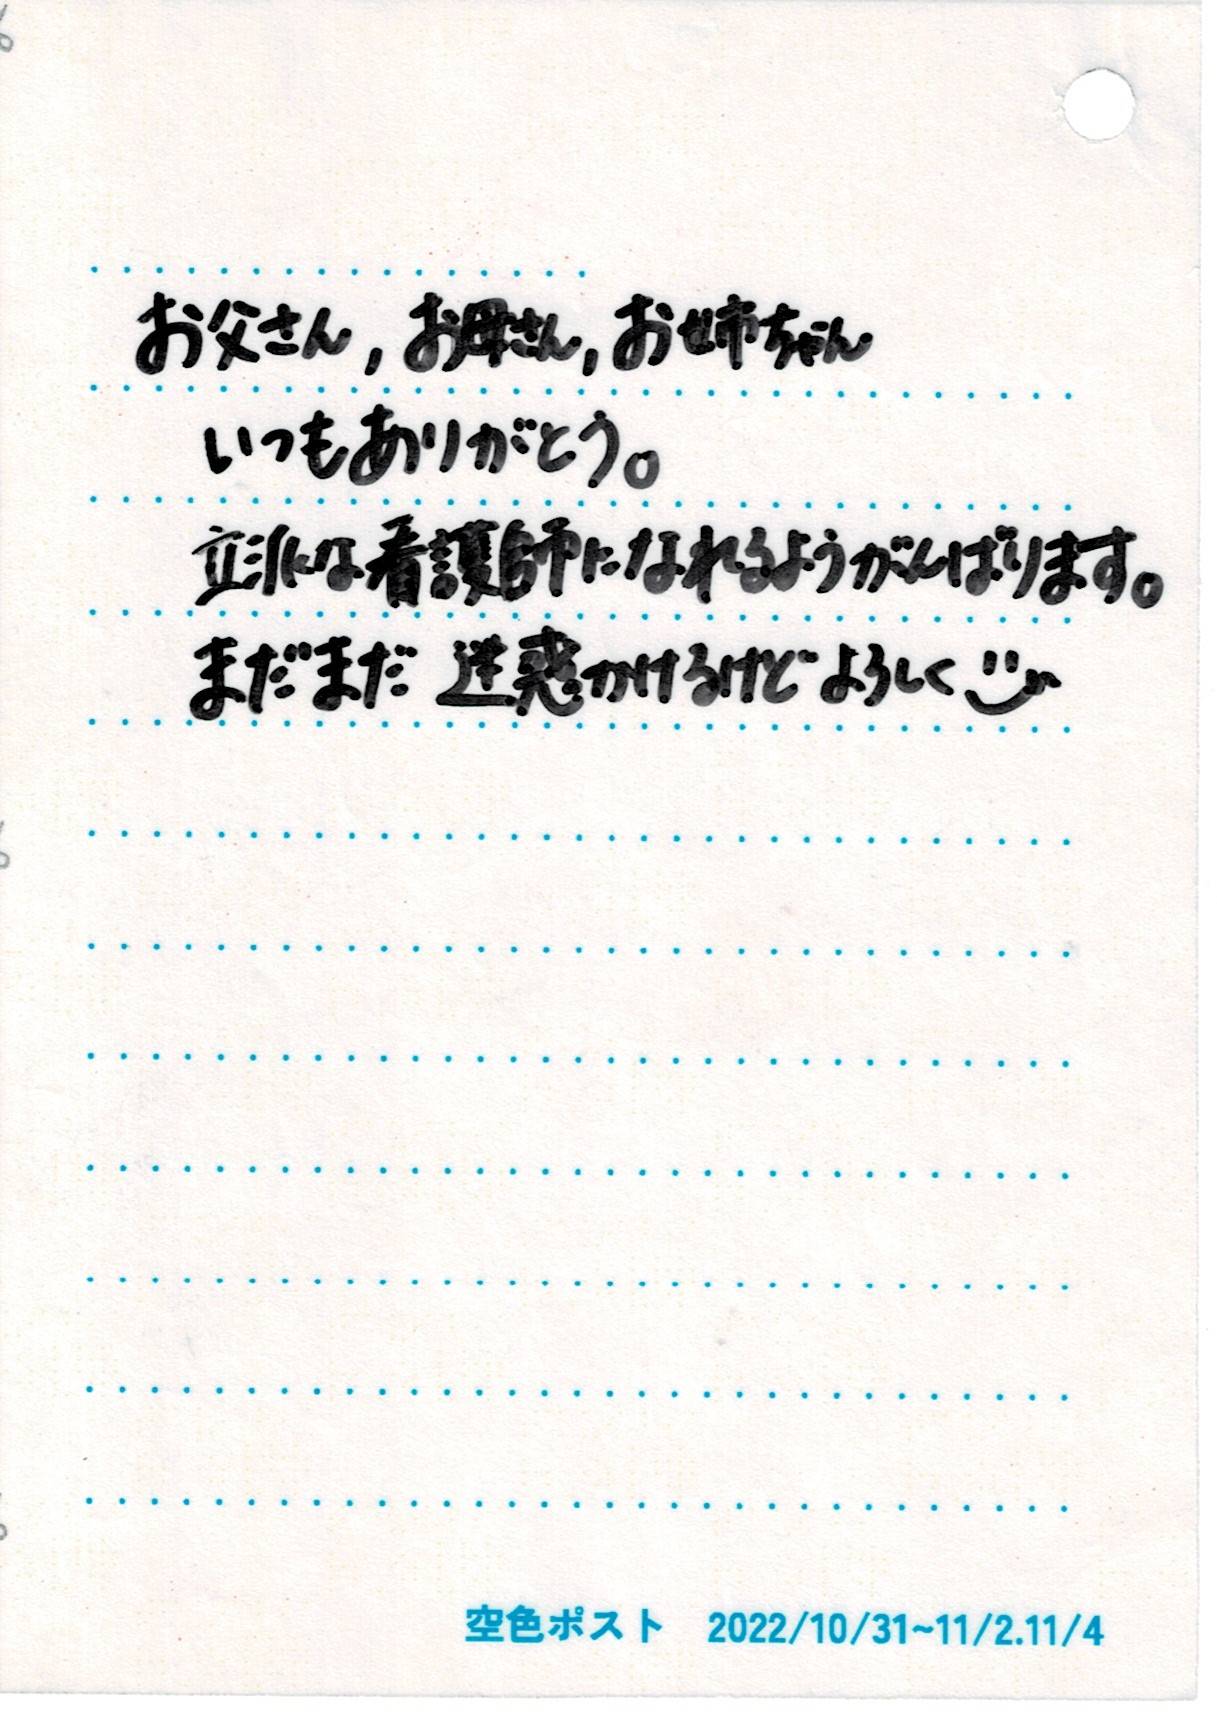 お父さん,お母さん,お姉ちゃん
いつもありがとう。
立派な看護師になれるようがんばります。
まだまだ 迷惑かけるけど よろしく
空色ポスト 2022/10/31~11/2.11/4